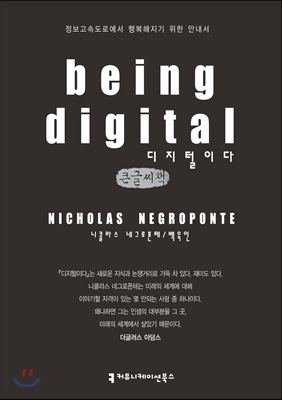 정보고속도로에서 행복해지기 위한 안내서
being
digital
디지털이다
큰글씨책
NICHOLAS NEGROPONTE
니콜라스 네그로폰테/백욱인
『디지털이다』는 새로운 지식과 논쟁거리로 가득 차 있다. 재미도 있다.
니콜라스 네그로폰테는 미래의 세계에 대해
이야기할 자격이 있는 몇 안되는 사람 중 하나이다.
왜냐하면 그는 인생의 대부분을 그 곳,
미래의 세계에서 살았기 때문이다.
더글러스 아담스
커뮤니케이션북스
yes24